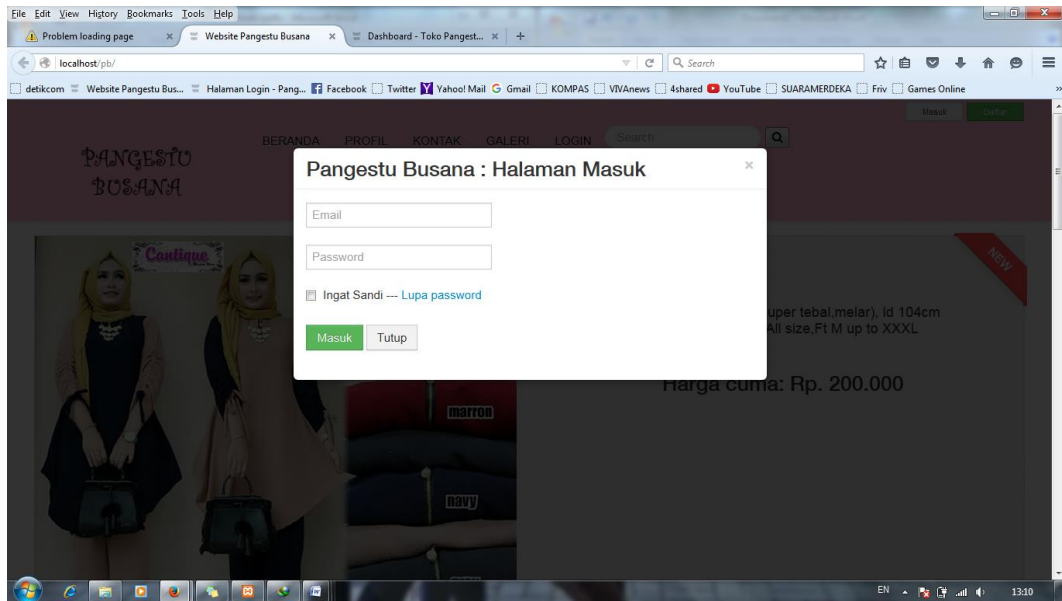 File Edit View History Bookmarks Tools Help
Problem loading page
Website Pangestu Busana
Dashboard - Toko Pangest...
localhost/pb/
Search
detikcom Website Pangestu Bus... Halaman Login - Pang... Facebook Twitter Yahoo! Mail Gmail KOMPAS VIVAnews 4shared YouTube SUARAMERDEKA Friv Games Online
Masuk Daftar
BERANDA PROFIL KONTAK GALERI LOGIN Search
PANGESTU
BUSANA
Pangestu Busana : Halaman Masuk
Email
Password
Ingat Sandi --- Lupa password
Masuk Tutup
Cantique
NEW
uper tebal,melar), ld 104cm
All size,Ft M up to XXXL
Harga cuma: Rp. 200.000
marron
navy
EN 13:10